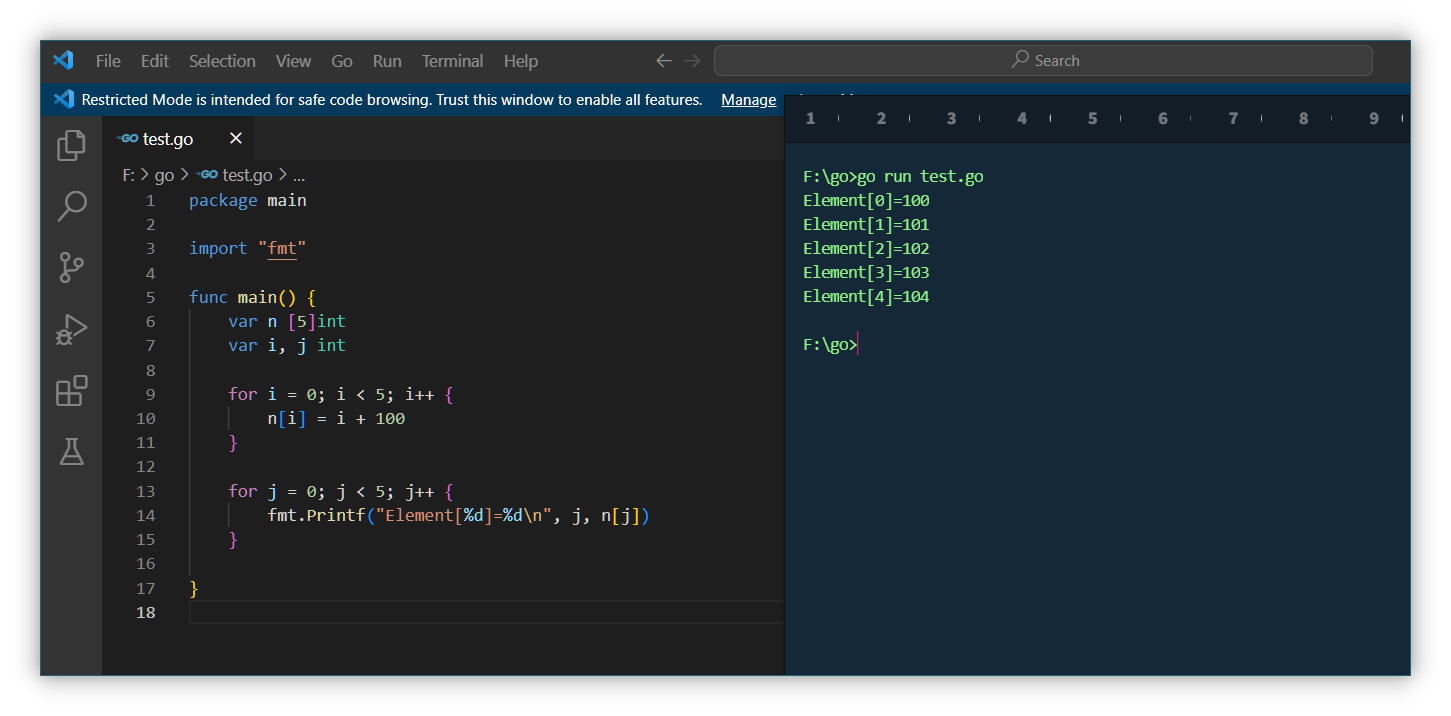 File Edit Selection View Go Run Terminal Help
Search
Restricted Mode is intended for safe code browsing. Trust this window to enable all features. Manage
GO test.go
F: > go > GO test.go > ...
1 package main
2
3 import "fmt"
4
5 func main() {
6 var n [5]int
7 var i, j int
8
9 for i = 0; i < 5; i++ {
10 n[i] = i + 100
11 }
12
13 for j = 0; j < 5; j++ {
14 fmt.Printf("Element[%d]=%d\n", j, n[j])
15 }
16
17 }
18
1 2 3 4 5 6 7 8 9
F:\go>go run test.go
Element[0]=100
Element[1]=101
Element[2]=102
Element[3]=103
Element[4]=104
F:\go>